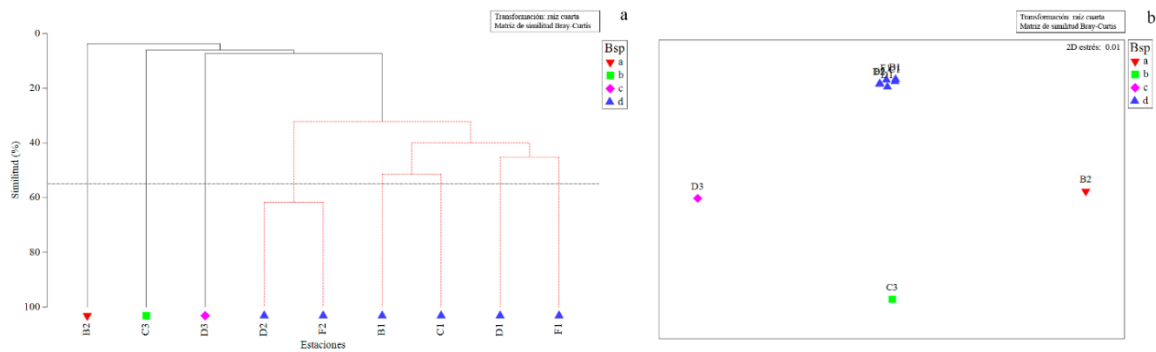 Transformación: raíz cuarta
Matriz de similitud Bray-Curtis
a
Bsp
a
b
c
d
0
20
40
60
80
100
Similitud (%)
B2
C3
D3
D2
F2
B1
C1
D1
F1
Estaciones
Transformación: raíz cuarta
Matriz de similitud Bray-Curtis
b
2D estrés: 0.01
Bsp
a
b
c
d
D3
B2
C3